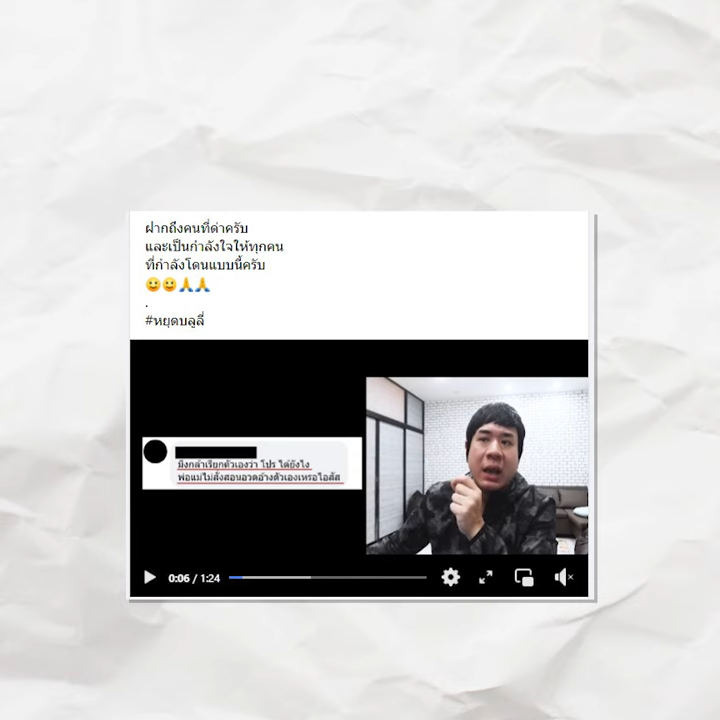 ฝากถึงคนที่ด่าครับ
และเป็นกำลังใจให้ทุกคน
ที่กำลังโดนแบบนี้ครับ
🙂🙂🙏🙏
.
#หยุดบลูลี่
มึงกล้าเรียกตัวเองว่า โปร ได้ยังไง
พ่อแม่ไม่สั่งสอนอวดอ้างตัวเองเหรอไอสัส
0:06 / 1:24